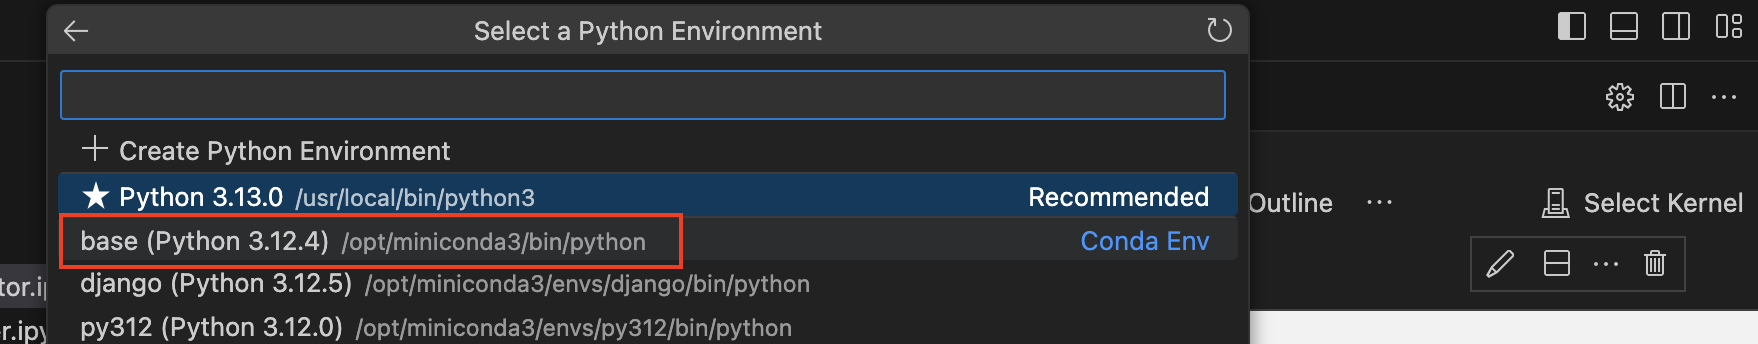 Select a Python Environment
Create Python Environment
★ Python 3.13.0 /usr/local/bin/python3 Recommended
base (Python 3.12.4) /opt/miniconda3/bin/python Conda Env
django (Python 3.12.5) /opt/miniconda3/envs/django/bin/python
py312 (Python 3.12.0) /opt/miniconda3/envs/py312/bin/python
Outline ··· Select Kernel
tor.ip
r.ipy